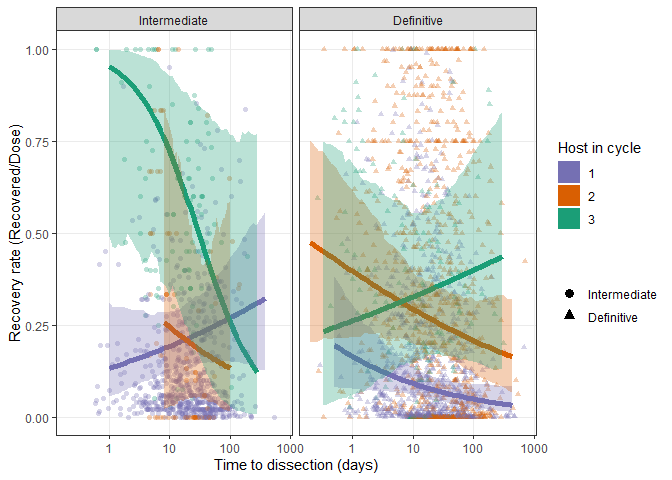 Intermediate Definitive
1.00
0.75
0.50
0.25
0.00
Recovery rate ((Recovered/Dose)
1 10 100 1000 1 10 100 1000
Time to dissection (days)
Host in cycle
1
2
3
Intermediate
Definitive